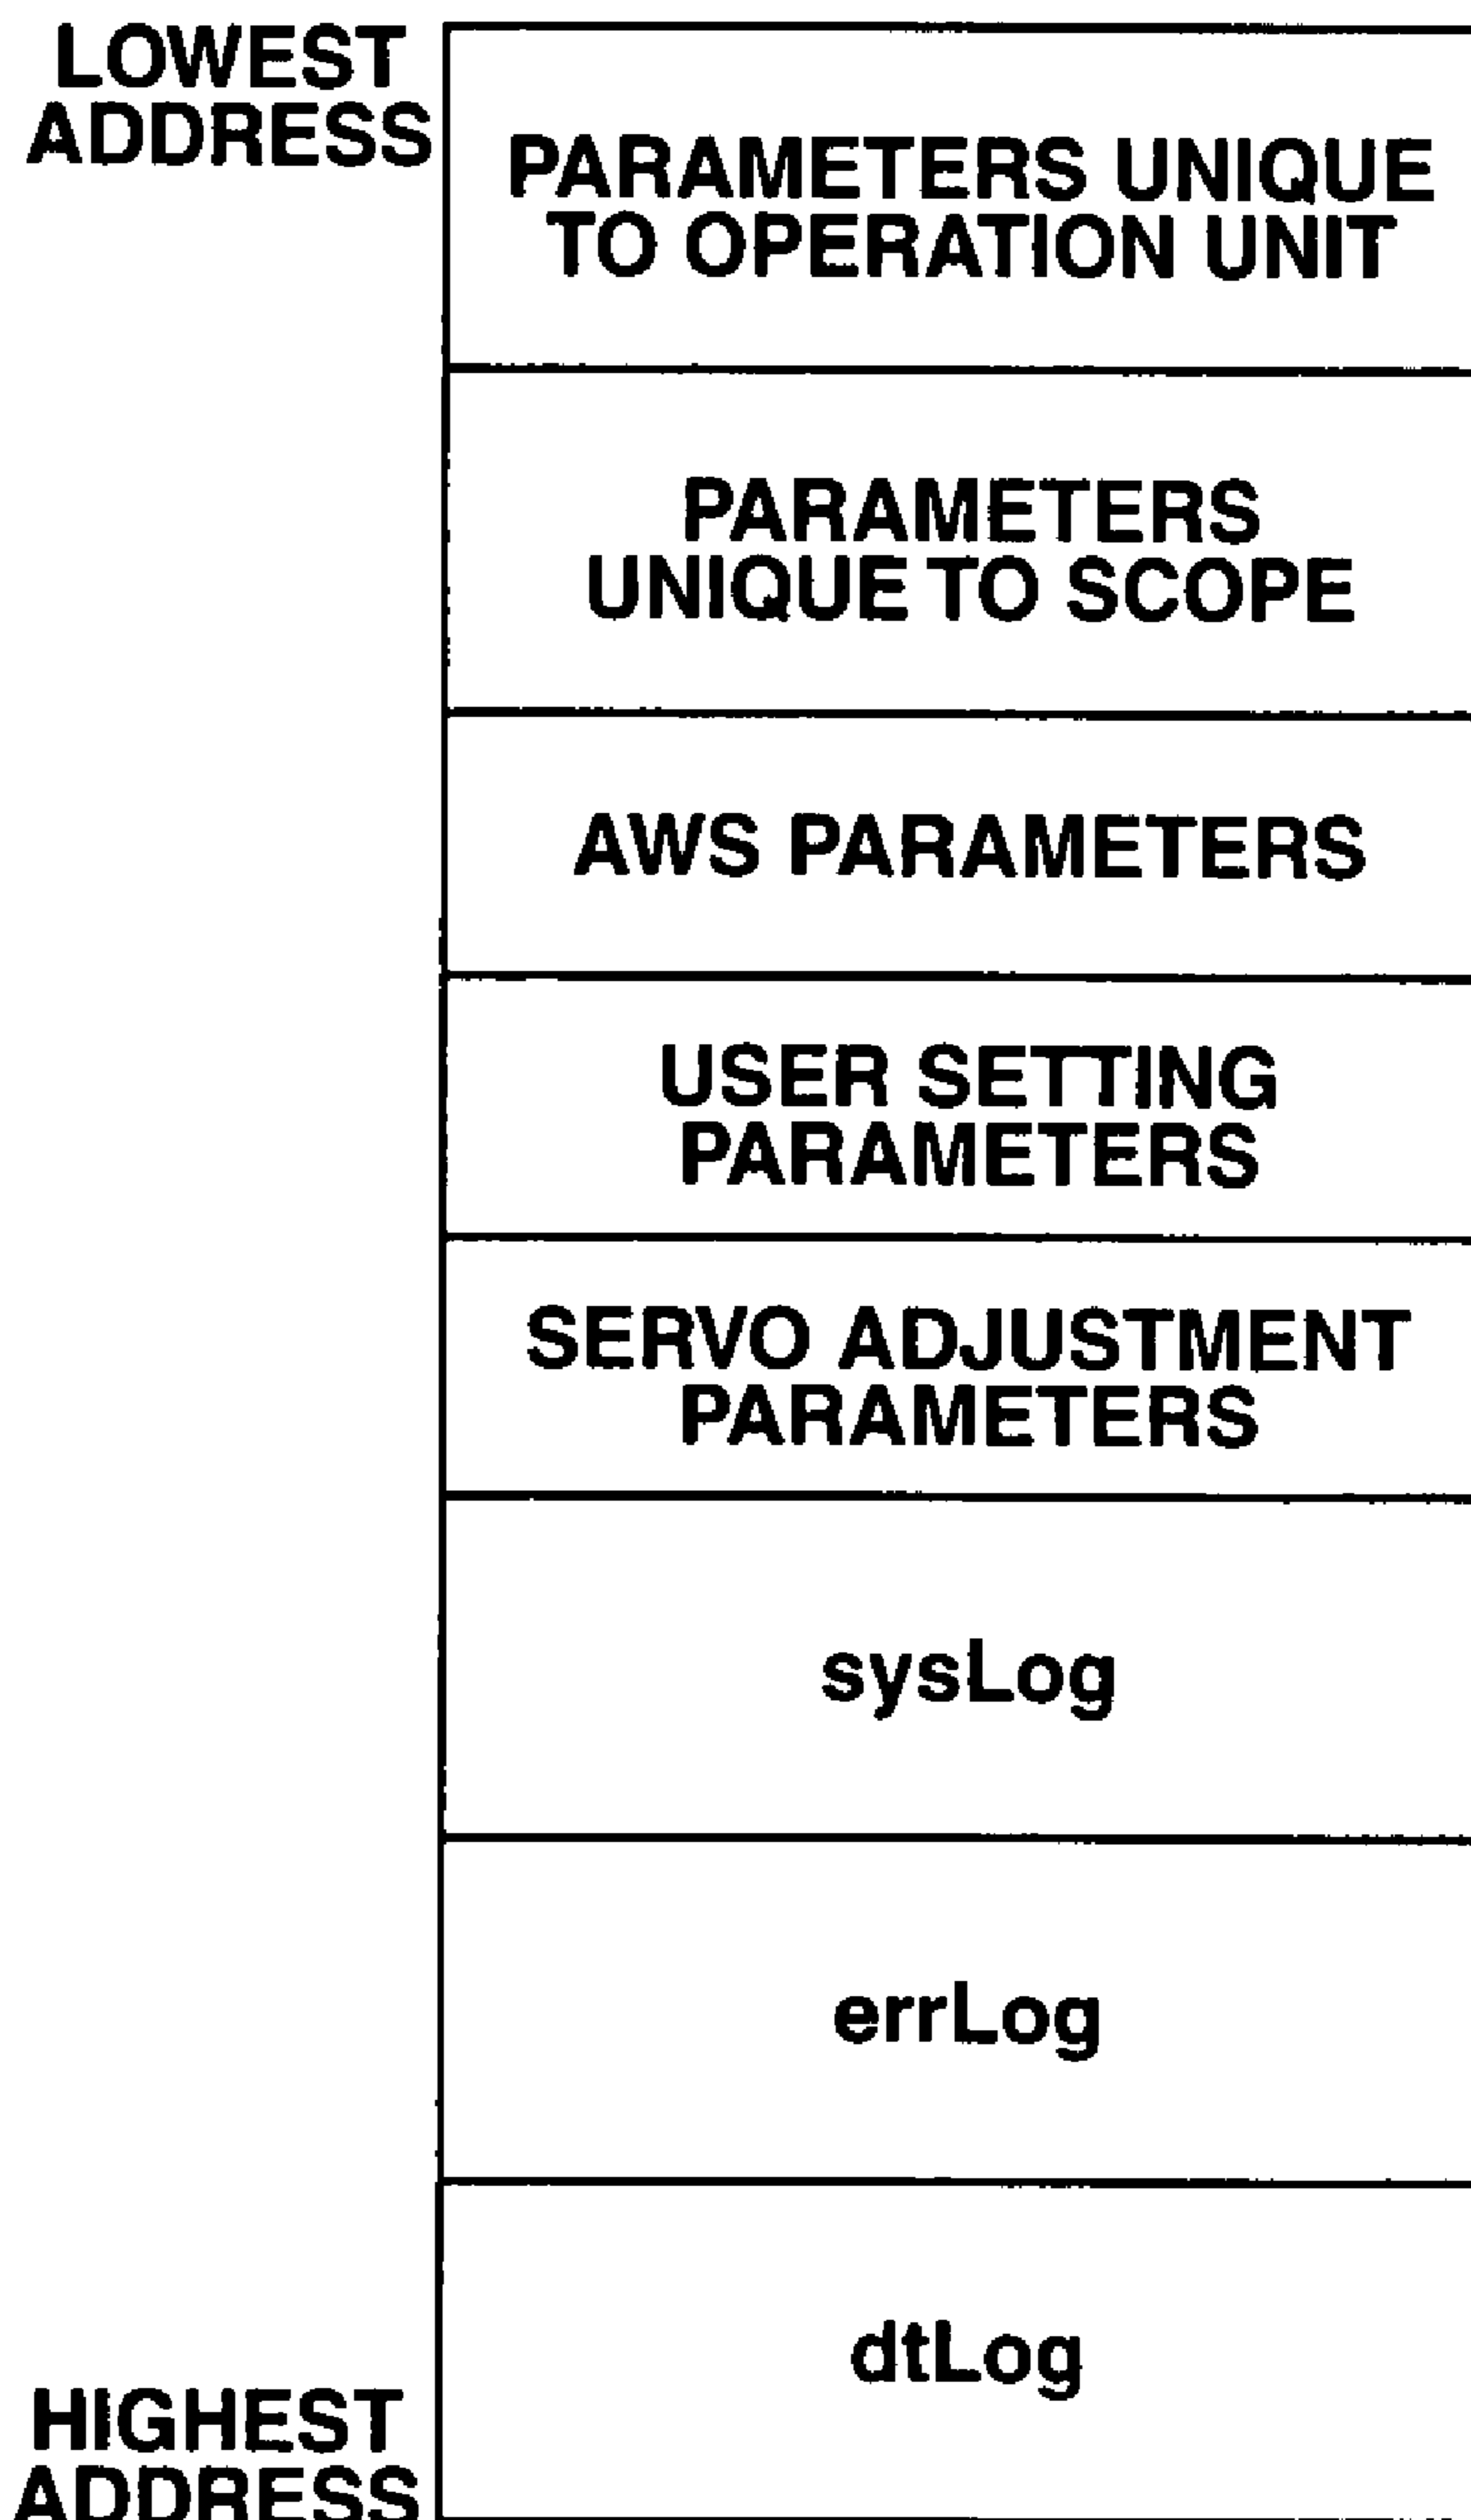 LOWEST
ADDRESS
PARAMETERS UNIQUE
TO OPERATION UNIT
PARAMETERS
UNIQUE TO SCOPE
AWS PARAMETERS
USER SETTING
PARAMETERS
SERVO ADJUSTMENT
PARAMETERS
sysLog
errLog
dtLog
HIGHEST
ADDRESS